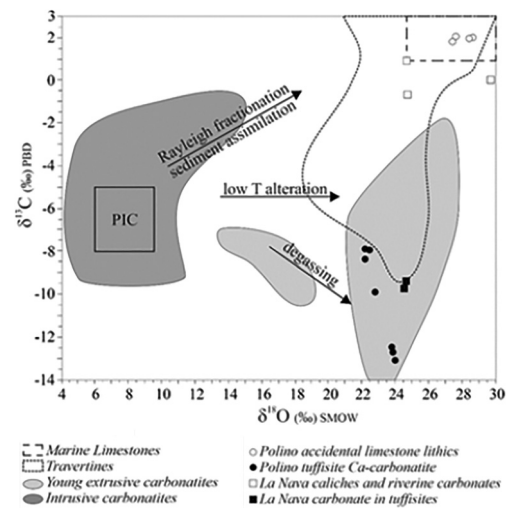 3
2
0
-2
-4
-6
-8
-10
-12
-14
δ¹³C (‰) PBD
PIC
Rayleigh fractionation
sediment assimilation
low T alteration
degassing
4 6 8 10 12 14 16 18 20 22 24 26 28 30
δ¹⁸O (‰) SMOW
Marine Limestones
Travertines
Young extrusive carbonatites
Intrusive carbonatites
Polino accidental limestone lithics
Polino tuffisite Ca-carbonatite
La Nava caliches and riverine carbonates
La Nava carbonate in tuffisites